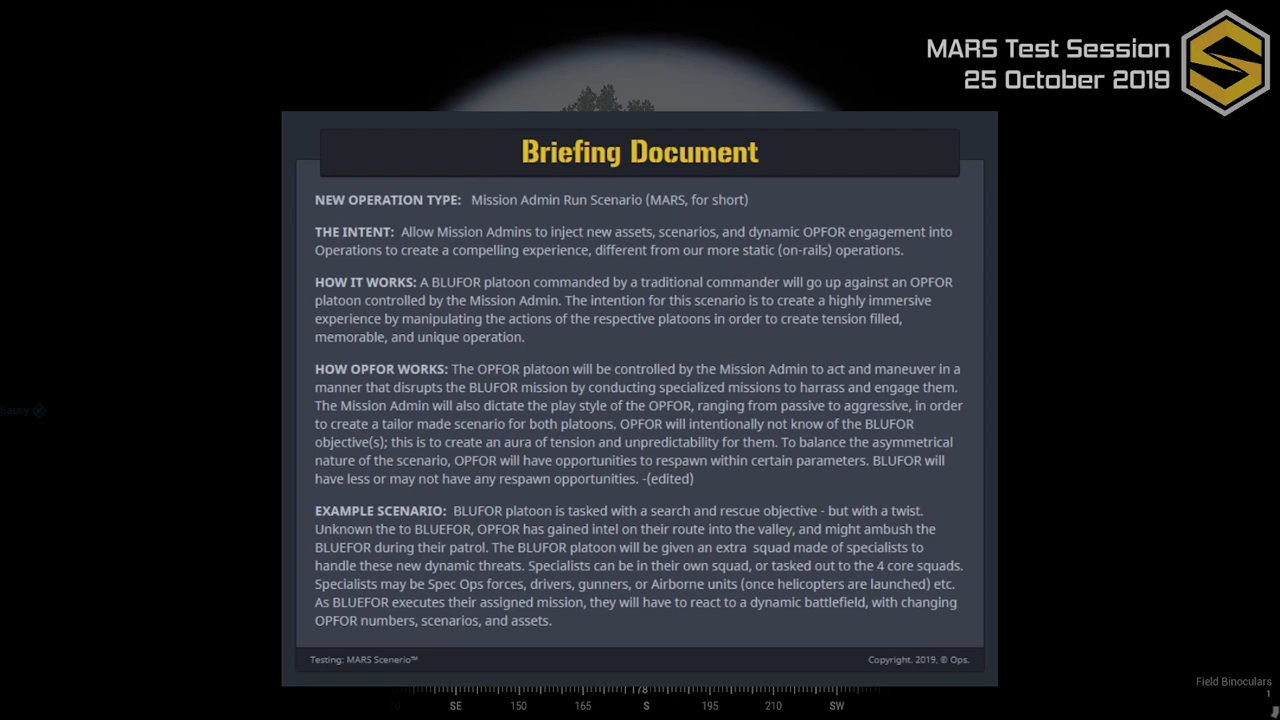 MARS Test Session
25 October 2019
Briefing Document
NEW OPERATION TYPE: Mission Admin Run Scenario (MARS, for short)
THE INTENT: Allow Mission Admins to inject new assets, scenarios, and dynamic OPFOR engagement into
Operations to create a compelling experience, different from our more static (on-rails) operations.
HOW IT WORKS: A BLUFOR platoon commanded by a traditional commander will go up against an OPFOR
platoon controlled by the Mission Admin. The intention for this scenario is to create a highly immersive
experience by manipulating the actions of the respective platoons in order to create tension filled,
memorable, and unique operation.
HOW OPFOR WORKS: The OPFOR platoon will be controlled by the Mission Admin to act and maneuver in a
manner that disrupts the BLUFOR mission by conducting specialized missions to harrass and engage them.
The Mission Admin will also dictate the play style of the OPFOR, ranging from passive to aggressive, in order
to create a tailor made scenario for both platoons. OPFOR will intentionally not know of the BLUFOR
objective(s); this is to create an aura of tension and unpredictability for them. To balance the asymmetrical
nature of the scenario, OPFOR will have opportunities to respawn within certain parameters. BLUFOR will
have less or may not have any respawn opportunities. -(edited)
EXAMPLE SCENARIO: BLUFOR platoon is tasked with a search and rescue objective - but with a twist.
Unknown the to BLUEFOR, OPFOR has gained intel on their route into the valley, and might ambush the
BLUEFOR during their patrol. The BLUFOR platoon will be given an extra squad made of specialists to
handle these new dynamic threats. Specialists can be in their own squad, or tasked out to the 4 core squads.
Specialists may be Spec Ops forces, drivers, gunners, or Airborne units (once helicopters are launched) etc.
As BLUEFOR executes their assigned mission, they will have to react to a dynamic battlefield, with changing
OPFOR numbers, scenarios, and assets.
Testing: MARS Scenerio™
Copyright. 2019, © Ops.
Saucy
Field Binoculars
1
178
SE 150 165 S 195 210 SW